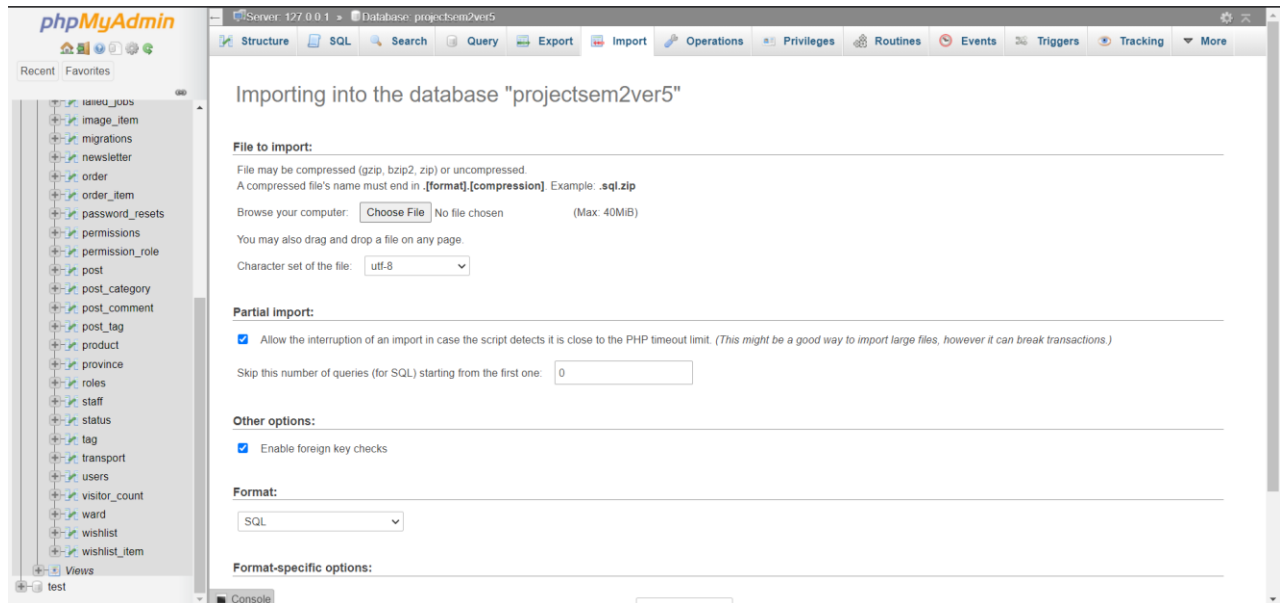 phpMyAdmin
Recent Favorites
failed_jobs
image_item
migrations
newsletter
order
order_item
password_resets
permissions
permission_role
post
post_category
post_comment
post_tag
product
province
roles
staff
status
tag
transport
users
visitor_count
ward
wishlist
wishlist_item
Views
test
Server: 127.0.0.1 » Database: projectsem2ver5
Structure SQL Search Query Export Import Operations Privileges Routines Events Triggers Tracking More
Importing into the database "projectsem2ver5"
File to import:
File may be compressed (gzip, bzip2, zip) or uncompressed.
A compressed file's name must end in .[format].[compression]. Example: .sql.zip
Browse your computer: Choose File No file chosen (Max: 40MiB)
You may also drag and drop a file on any page.
Character set of the file: utf-8
Partial import:
Allow the interruption of an import in case the script detects it is close to the PHP timeout limit. (This might be a good way to import large files, however it can break transactions.)
Skip this number of queries (for SQL) starting from the first one: 0
Other options:
Enable foreign key checks
Format:
SQL
Format-specific options:
Console